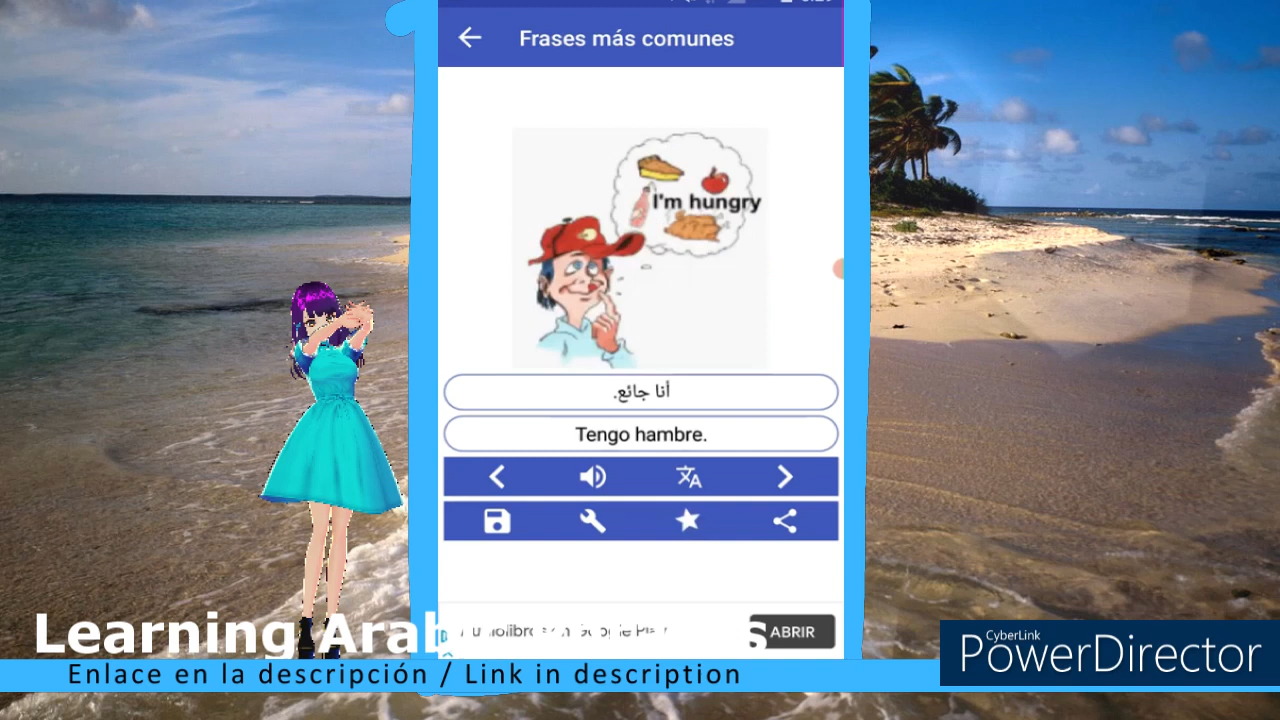 Frases más comunes
I'm hungry
أنا جائع.
Tengo hambre.
ABRIR
Learning Arab
Enlace en la descripción / Link in description
CyberLink
PowerDirector